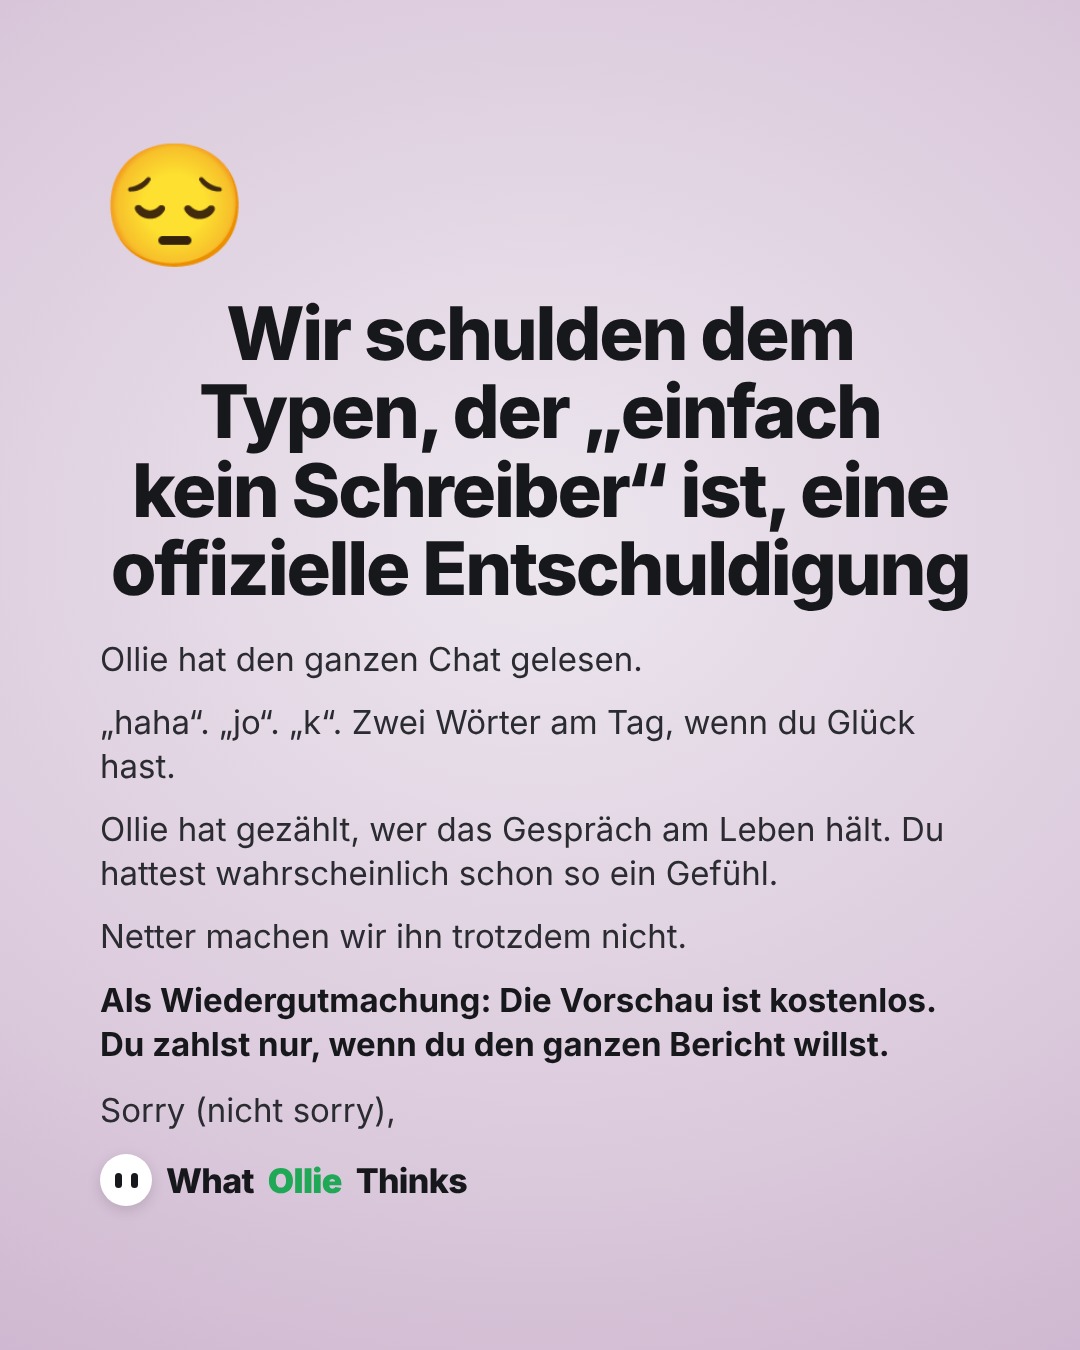 Wir schulden dem
Typen, der „einfach
kein Schreiber“ ist, eine
offizielle Entschuldigung
Ollie hat den ganzen Chat gelesen.
„haha“. „jo“. „k“. Zwei Wörter am Tag, wenn du Glück
hast.
Ollie hat gezählt, wer das Gespräch am Leben hält. Du
hattest wahrscheinlich schon so ein Gefühl.
Netter machen wir ihn trotzdem nicht.
Als Wiedergutmachung: Die Vorschau ist kostenlos.
Du zahlst nur, wenn du den ganzen Bericht willst.
Sorry (nicht sorry),
What Ollie Thinks